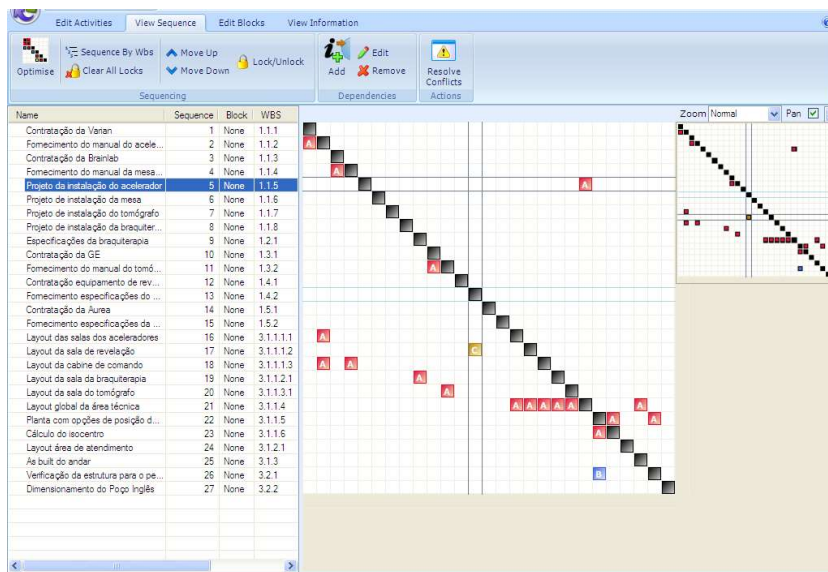 Edit Activities View Sequence Edit Blocks View Information
Optimise
Sequence By Wbs
Clear All Locks
Move Up
Move Down
Lock/Unlock
Sequencing
Add
Edit
Remove
Dependencies
Resolve
Conflicts
Actions
Zoom Normal Pan
Name Sequence Block WBS
Contratação da Varian 1 None 1.1.1
Fornecimento do manual do acele... 2 None 1.1.2
Contratação da Brainlab 3 None 1.1.3
Fornecimento do manual da mesa... 4 None 1.1.4
Projeto da instalação do acelerador 5 None 1.1.5
Projeto de instalação da mesa 6 None 1.1.6
Projeto de instalação do tomógrafo 7 None 1.1.7
Projeto de instalação da braquiter... 8 None 1.1.8
Especificações da braquiterapia 9 None 1.2.1
Contratação da GE 10 None 1.3.1
Fornecimento do manual do tomó... 11 None 1.3.2
Contratação equipamento de rev... 12 None 1.4.1
Fornecimento especificações do ... 13 None 1.4.2
Contratação da Aurea 14 None 1.5.1
Fornecimento especificações da ... 15 None 1.5.2
Layout das salas dos aceleradores 16 None 3.1.1.1.1
Layout da sala de revelação 17 None 3.1.1.1.2
Layout da cabine de comando 18 None 3.1.1.1.3
Layout da sala da braquiterapia 19 None 3.1.1.2.1
Layout da sala do tomógrafo 20 None 3.1.1.3.1
Layout global da área técnica 21 None 3.1.1.4
Planta com opções de posição d... 22 None 3.1.1.5
Cálculo do isocentro 23 None 3.1.1.6
Layout área de atendimento 24 None 3.1.2.1
As built do andar 25 None 3.1.3
Verificação da estrutura para o pe... 26 None 3.2.1
Dimensionamento do Poço Inglês 27 None 3.2.2
A
A
A
A
A
C
A A
A
A
A A A A A A
A A
A
B